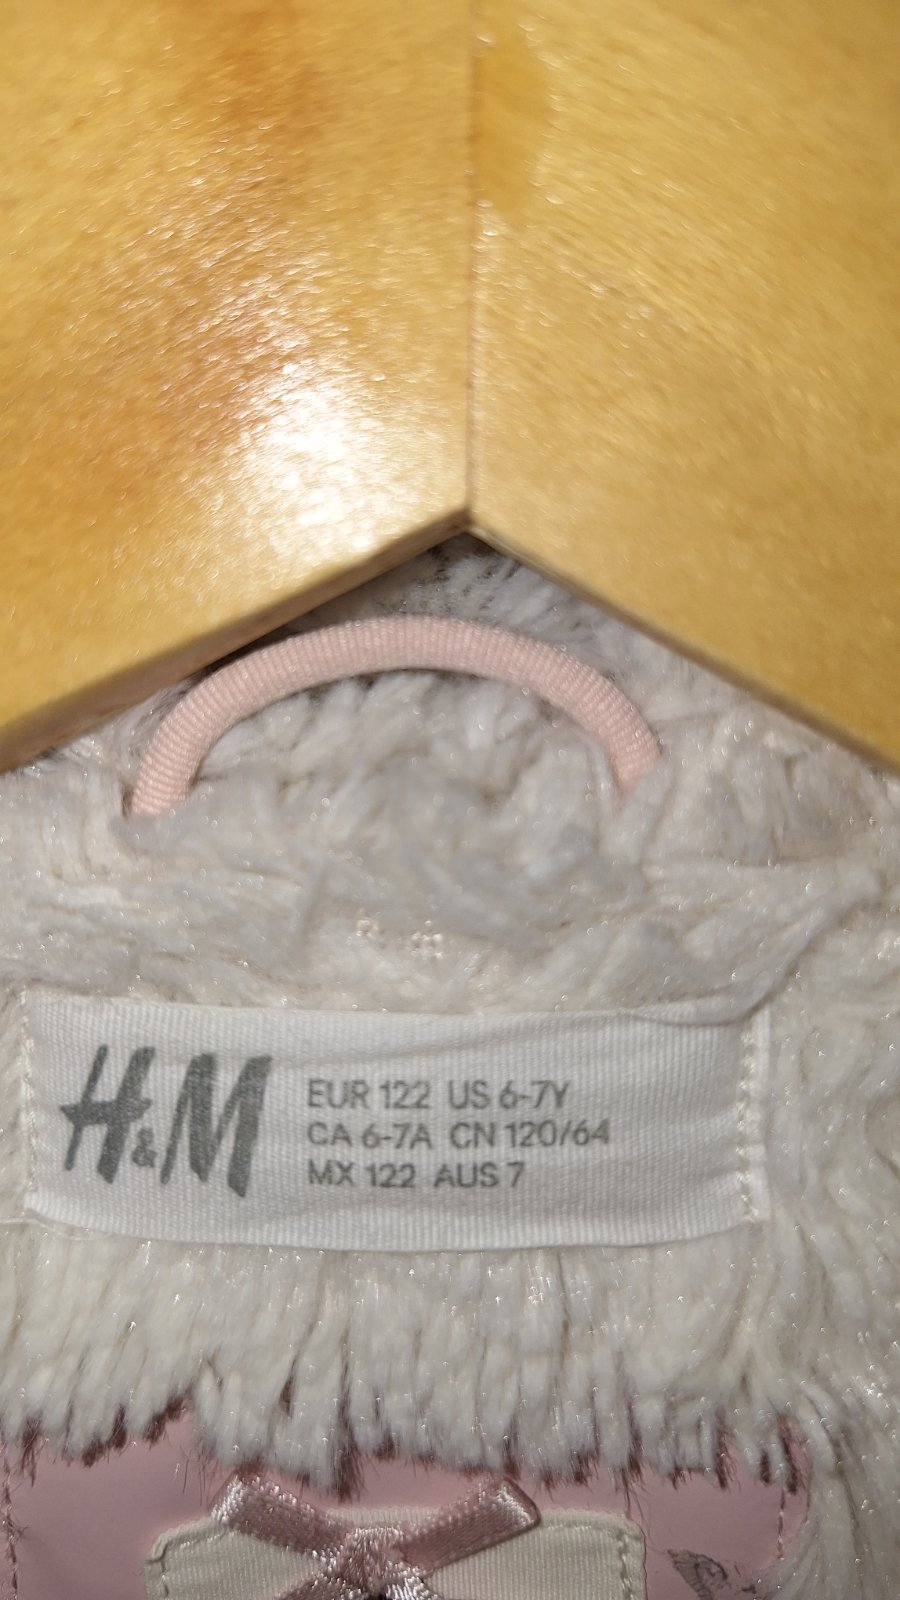 H&M
EUR 122 US 6-7Y
CA 6-7A CN 120/64
MX 122 AUS 7